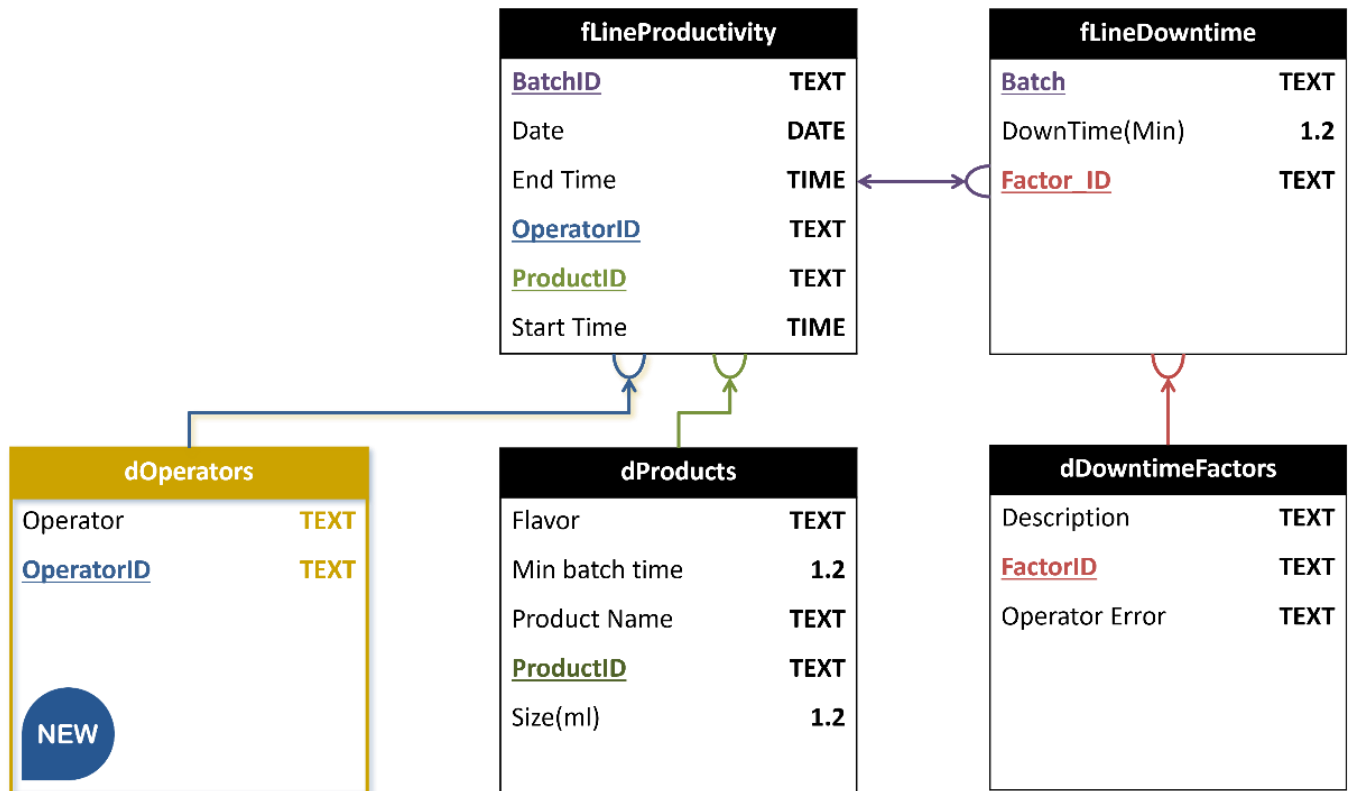 fLineProductivity
BatchID TEXT
Date DATE
End Time TIME
OperatorID TEXT
ProductID TEXT
Start Time TIME
fLineDowntime
Batch TEXT
DownTime(Min) 1.2
Factor_ID TEXT
dOperators
Operator TEXT
OperatorID TEXT
NEW
dProducts
Flavor TEXT
Min batch time 1.2
Product Name TEXT
ProductID TEXT
Size(ml) 1.2
dDowntimeFactors
Description TEXT
FactorID TEXT
Operator Error TEXT